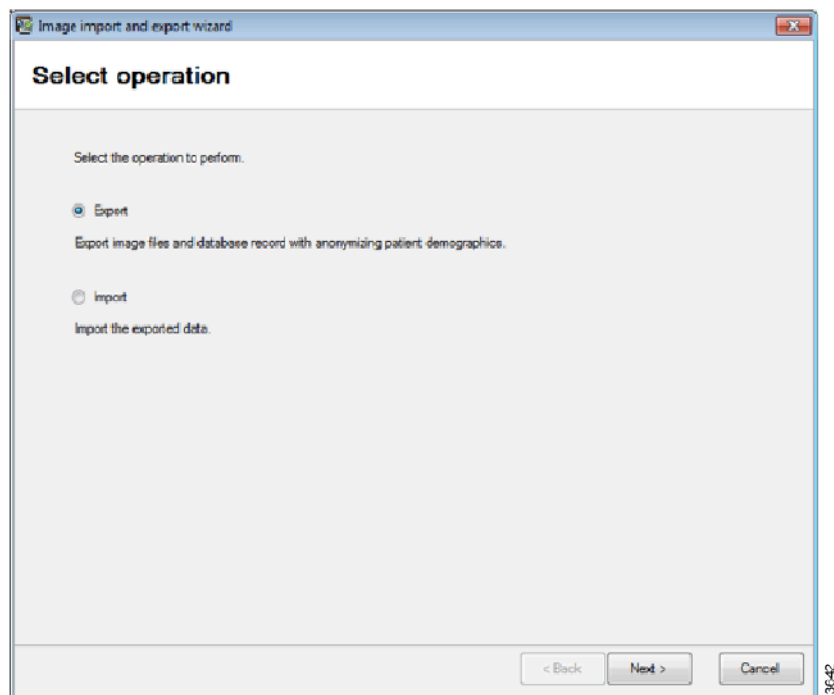 Image import and export wizard
Select operation
Select the operation to perform.
Export
Export image files and database record with anonymizing patient demographics.
Import
Import the exported data.
< Back
Next >
Cancel
3642